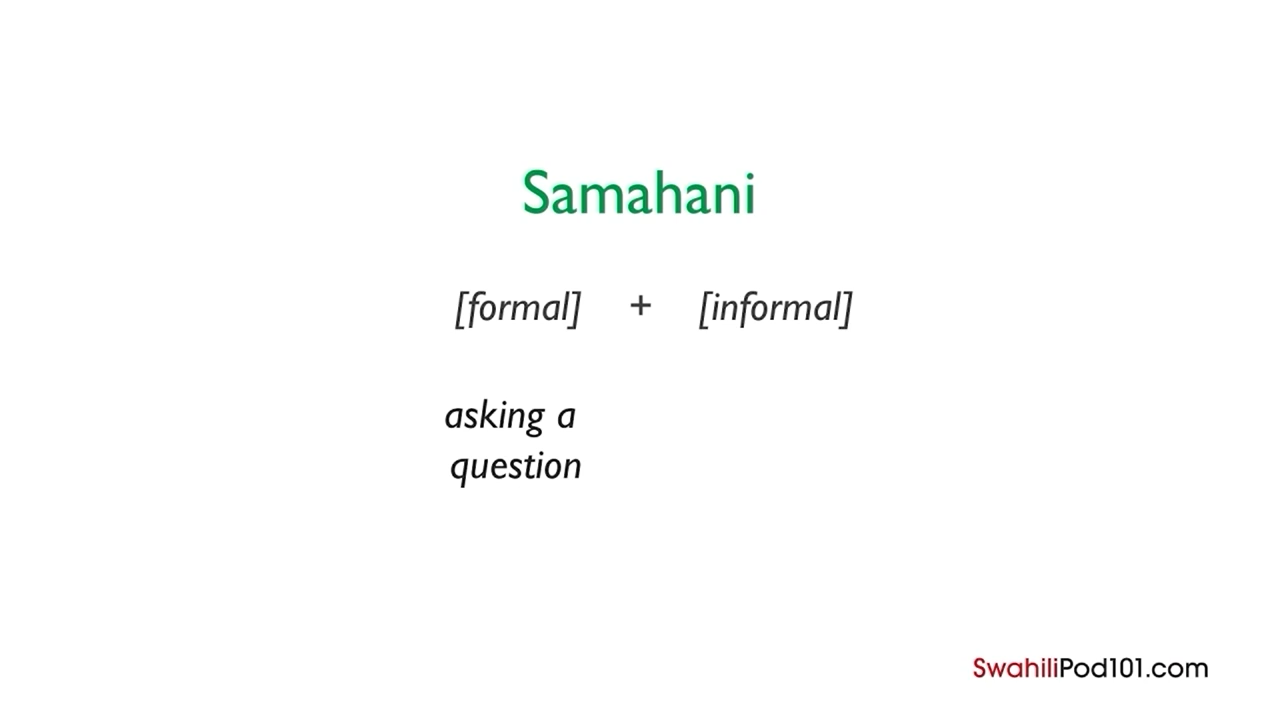 Samahani
[formal] + [informal]
asking a
question
SwahiliPod101.com